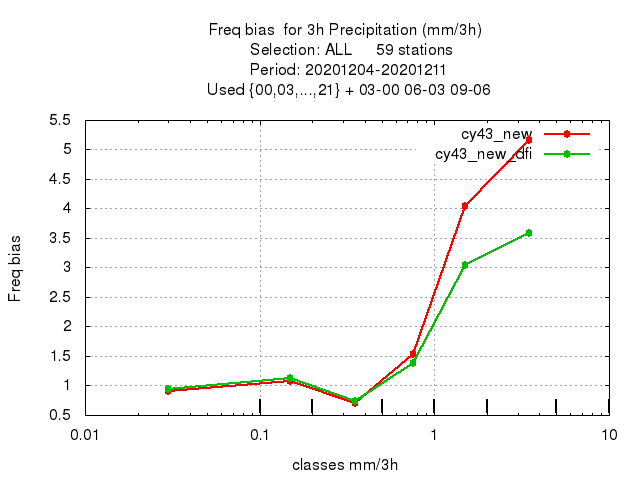 Freq bias  for 3h Precipitation (mm/3h)
Selection: ALL     59 stations
Period: 20201204-20201211
Used {00,03,...,21} + 03-00 06-03 09-06
cy43_new
cy43_new_dfi
5.5
5
4.5
4
3.5
3
2.5
2
1.5
1
0.5
Freq bias
0.01 0.1 1 10
classes mm/3h